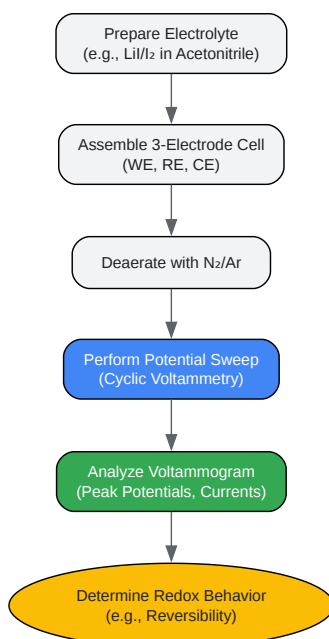 Prepare Electrolyte
(e.g., LiI/I₂ in Acetonitrile)
Assemble 3-Electrode Cell
(WE, RE, CE)
Deaerate with N₂/Ar
Perform Potential Sweep
(Cyclic Voltammetry)
Analyze Voltammogram
(Peak Potentials, Currents)
Determine Redox Behavior
(e.g., Reversibility)